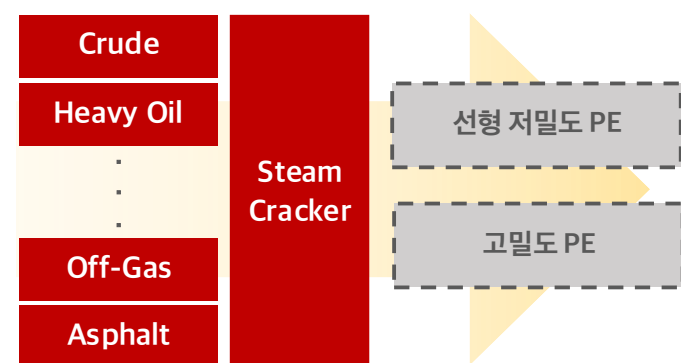 Crude
Heavy Oil
.
.
.
Off-Gas
Asphalt
Steam
Cracker
선형 저밀도 PE
고밀도 PE